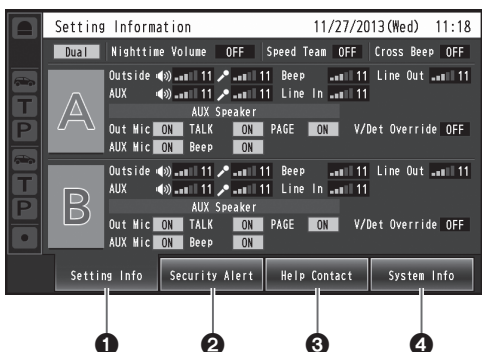 Setting Information 11/27/2013(Wed) 11:18
Dual Nighttime Volume OFF Speed Team OFF Cross Beep OFF
A
Outside 11 11 Beep 11 Line Out 11
AUX 11 11 Line In 11
AUX Speaker
Out Mic ON TALK ON PAGE ON V/Det Override OFF
AUX Mic ON Beep ON
B
Outside 11 11 Beep 11 Line Out 11
AUX 11 11 Line In 11
AUX Speaker
Out Mic ON TALK ON PAGE ON V/Det Override OFF
AUX Mic ON Beep ON
T
P
T
P
Setting Info Security Alert Help Contact System Info
1 2 3 4